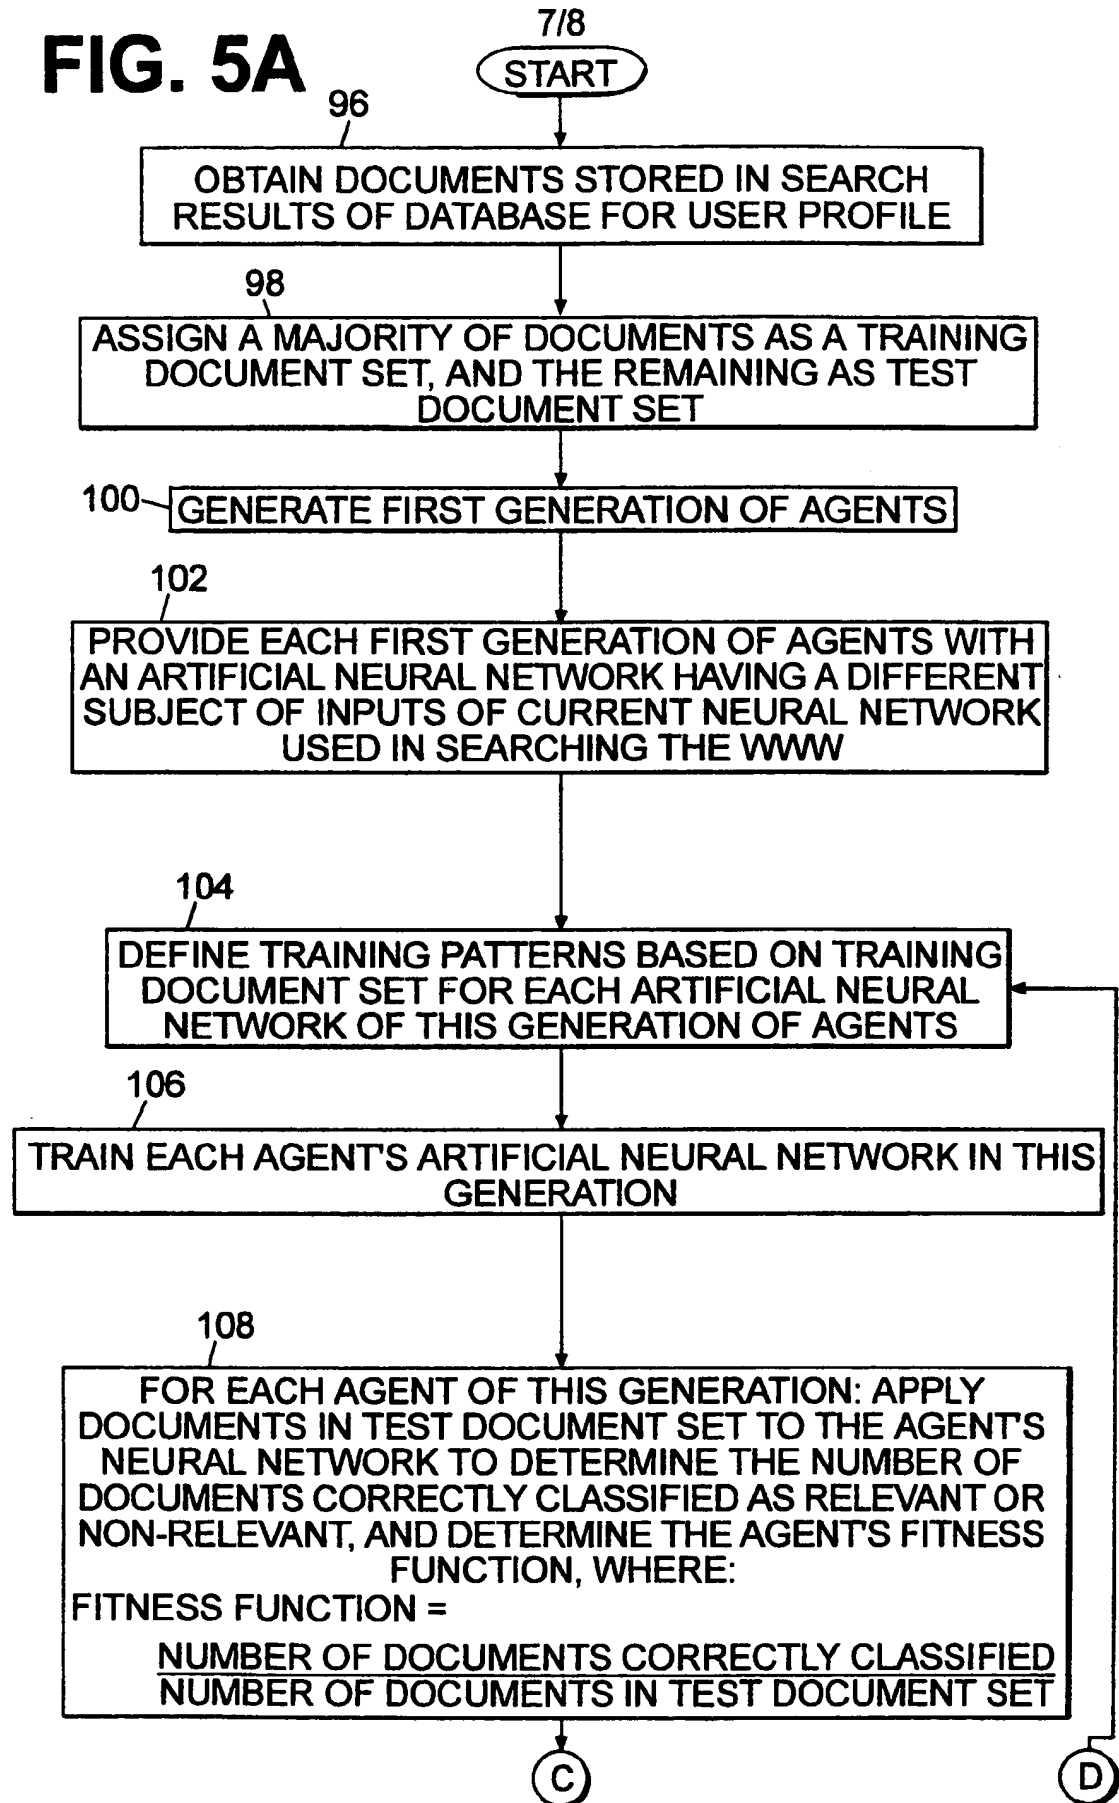 7/8
FIG. 5A
START
96
OBTAIN DOCUMENTS STORED IN SEARCH
RESULTS OF DATABASE FOR USER PROFILE
98
ASSIGN A MAJORITY OF DOCUMENTS AS A TRAINING
DOCUMENT SET, AND THE REMAINING AS TEST
DOCUMENT SET
100
GENERATE FIRST GENERATION OF AGENTS
102
PROVIDE EACH FIRST GENERATION OF AGENTS WITH
AN ARTIFICIAL NEURAL NETWORK HAVING A DIFFERENT
SUBJECT OF INPUTS OF CURRENT NEURAL NETWORK
USED IN SEARCHING THE WWW
104
DEFINE TRAINING PATTERNS BASED ON TRAINING
DOCUMENT SET FOR EACH ARTIFICIAL NEURAL
NETWORK OF THIS GENERATION OF AGENTS
106
TRAIN EACH AGENT'S ARTIFICIAL NEURAL NETWORK IN THIS
GENERATION
108
FOR EACH AGENT OF THIS GENERATION: APPLY
DOCUMENTS IN TEST DOCUMENT SET TO THE AGENT'S
NEURAL NETWORK TO DETERMINE THE NUMBER OF
DOCUMENTS CORRECTLY CLASSIFIED AS RELEVANT OR
NON-RELEVANT, AND DETERMINE THE AGENT'S FITNESS
FUNCTION, WHERE:
FITNESS FUNCTION =
NUMBER OF DOCUMENTS CORRECTLY CLASSIFIED
NUMBER OF DOCUMENTS IN TEST DOCUMENT SET
C
D